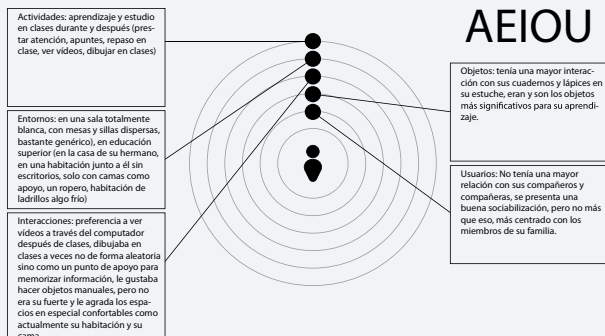 AEIOU
Actividades: aprendizaje y estudio
en clases durante y después (pres-
tar atención, apuntes, repaso en
clase, ver vídeos, dibujar en clases)
Entornos: en una sala totalmente
blanca, con mesas y sillas dispersas,
bastante genérico), en educación
superior (en la casa de su hermano,
en una habitación junto a él sin
escritorios, solo con camas como
apoyo, un ropero, habitación de
ladrillos algo frío)
Interacciones: preferencia a ver
vídeos a través del computador
después de clases, dibujaba en
clases a veces no de forma aleatoria
sino como un punto de apoyo para
memorizar información, le gustaba
hacer objetos manuales, pero no
era su fuerte y le agrada los espa-
cios en especial confortables como
actualmente su habitación y su
cama.
Objetos: tenía una mayor interac-
ción con sus cuadernos y lápices en
su estuche, eran y son los objetos
más significativos para su aprendi-
zaje.
Usuarios: No tenía una mayor
relación con sus compañeros y
compañeras, se presenta una
buena sociabilización, pero no más
que eso, más centrado con los
miembros de su familia.